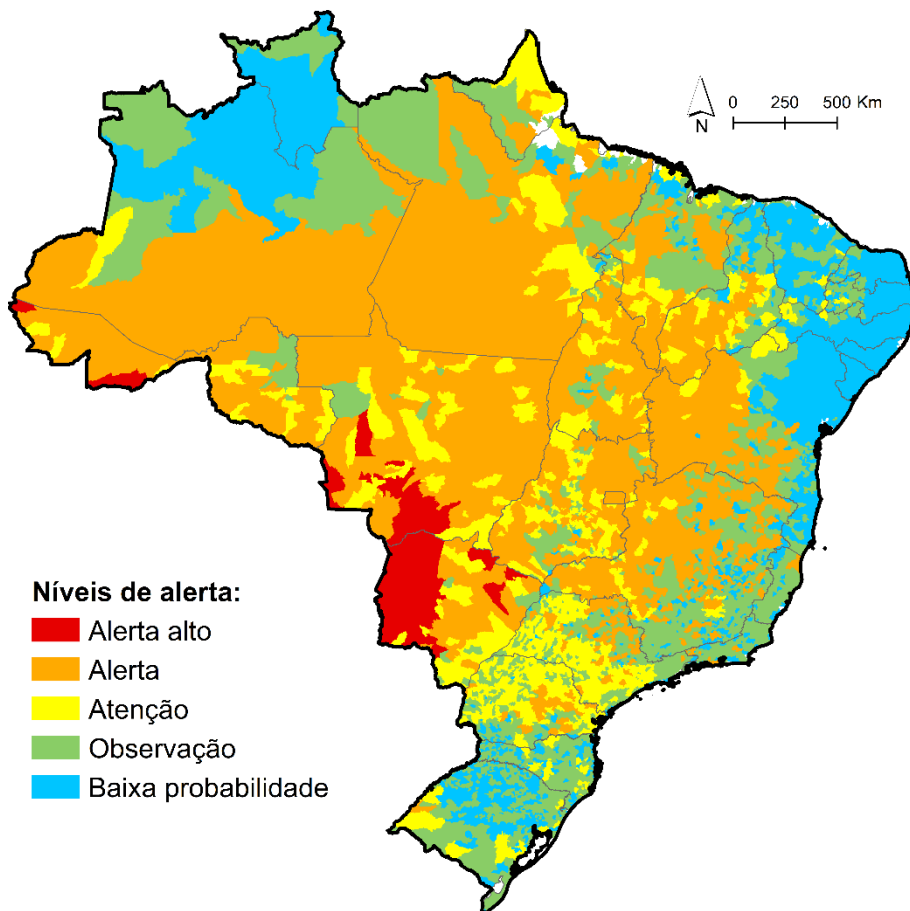 N
0 250 500 Km
Níveis de alerta:
Alerta alto
Alerta
Atenção
Observação
Baixa probabilidade